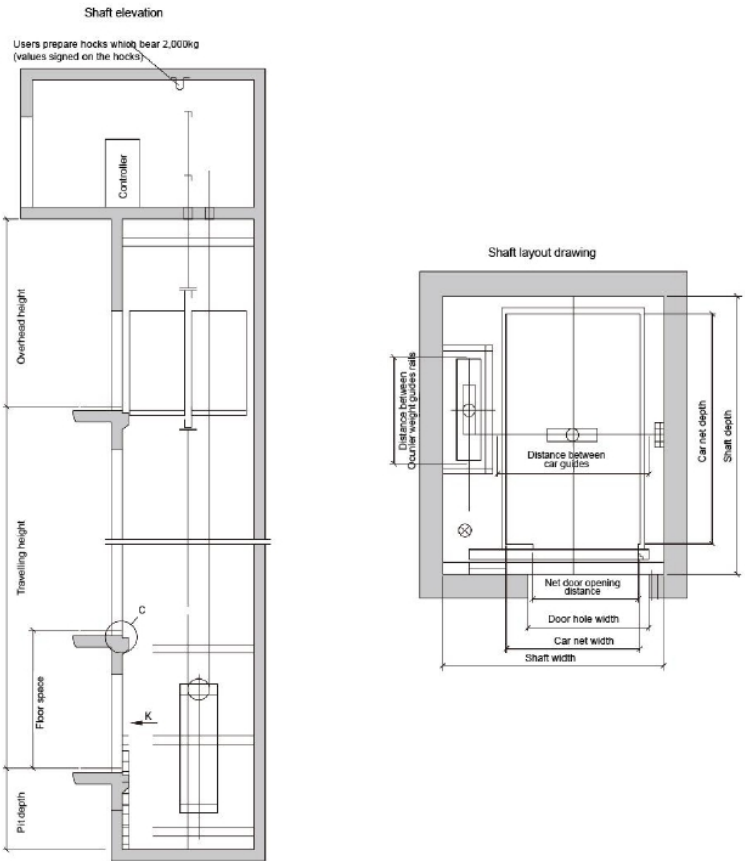 Shaft elevation
Users prepare hocks which bear 2,000kg
(values signed on the hocks)
Controller
Overhead height
Travelling height
C
Floor spece
K
Pit depth
Shaft layout drawing
Distance between
Ocunler weight guides rails
Distance between
car guides
Car net depth
Shaft depth
Net door opening
distance
Door hole width
Car net width
Shaft width